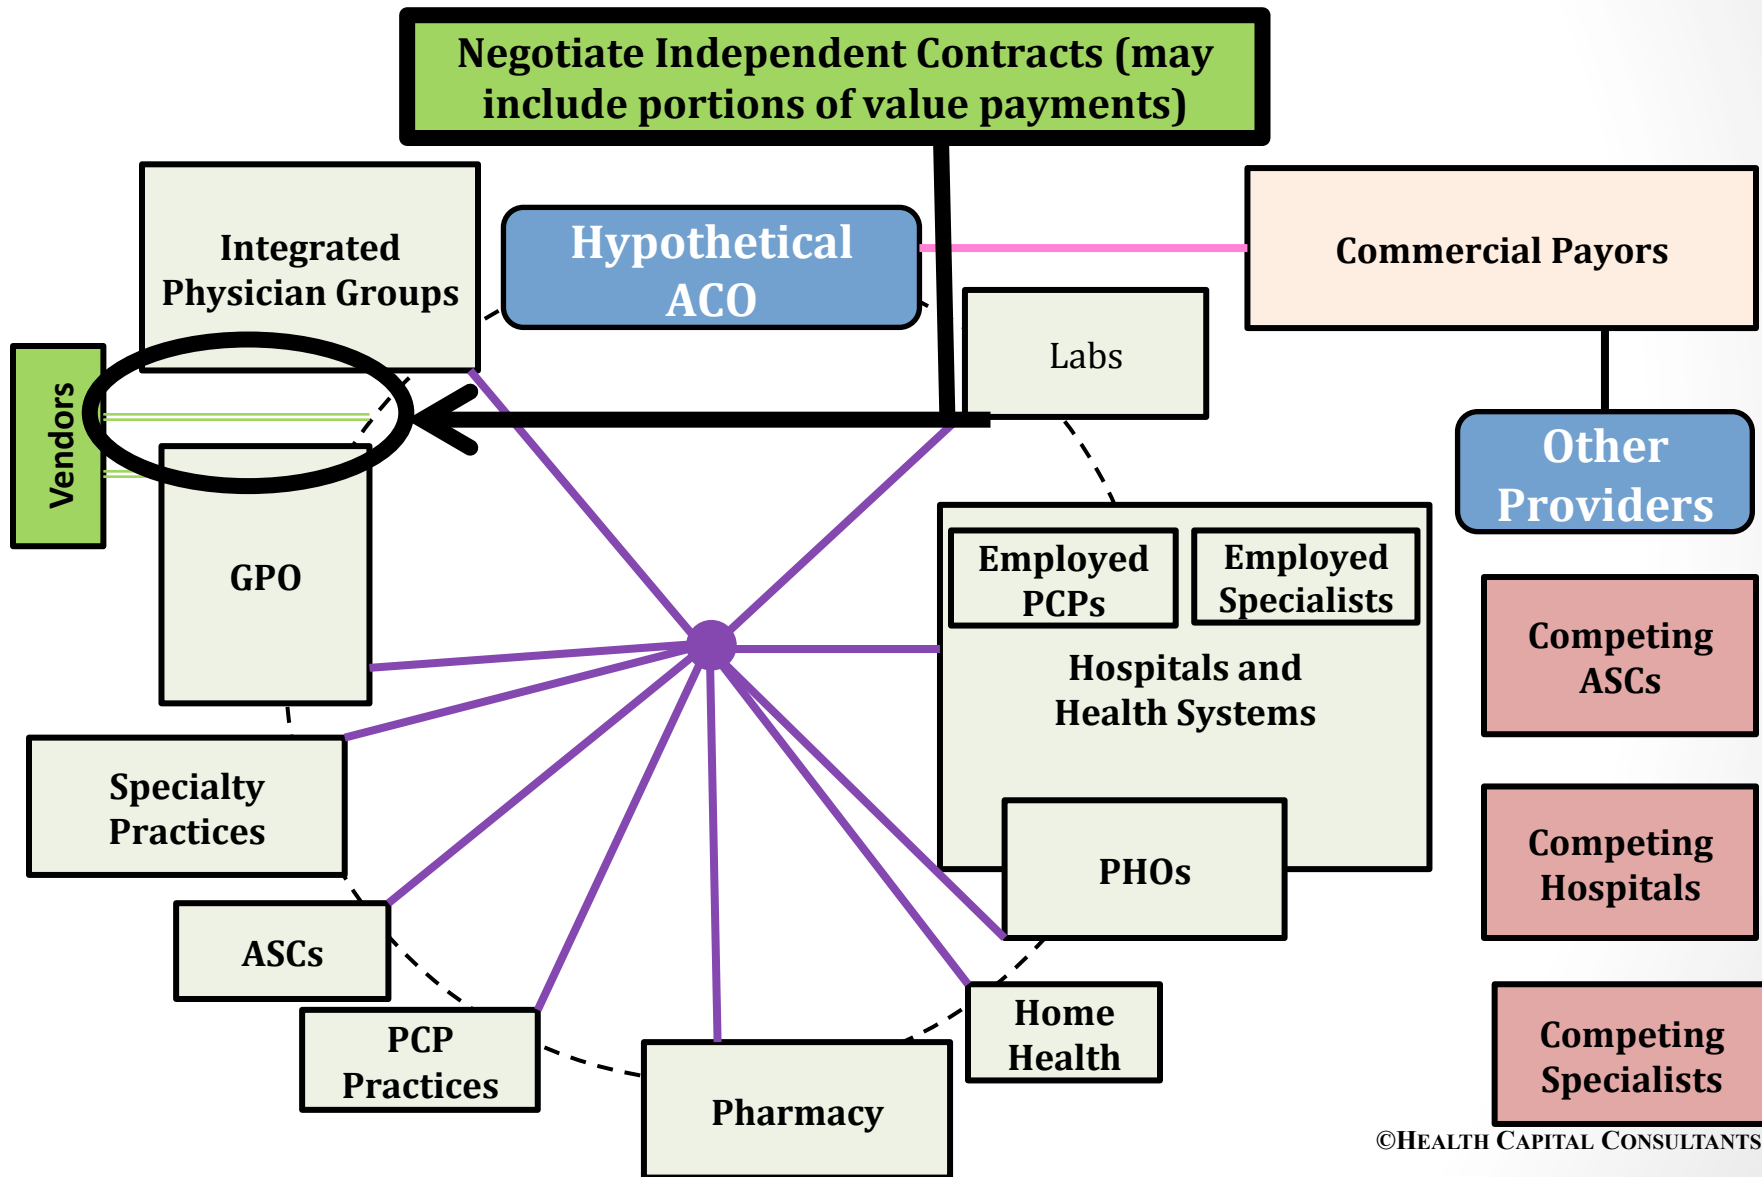 Negotiate Independent Contracts (may
include portions of value payments)
Integrated
Physician Groups
Hypothetical
ACO
Commercial Payors
Labs
Vendors
Other
Providers
GPO
Employed
PCPs
Employed
Specialists
Hospitals and
Health Systems
Competing
ASCs
Specialty
Practices
PHOs
Competing
Hospitals
ASCs
PCP
Practices
Home
Health
Pharmacy
Competing
Specialists
©HEALTH CAPITAL CONSULTANTS